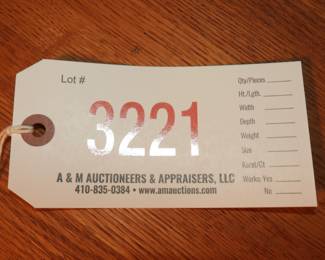 Lot #
3221
Qty/Pieces
Ht./Lgth.
Width
Depth
Weight
Size
Karat/Ct
Works: Yes
No
A & M AUCTIONEERS & APPRAISERS, LLC
410-835-0384 • www.amauctions.com